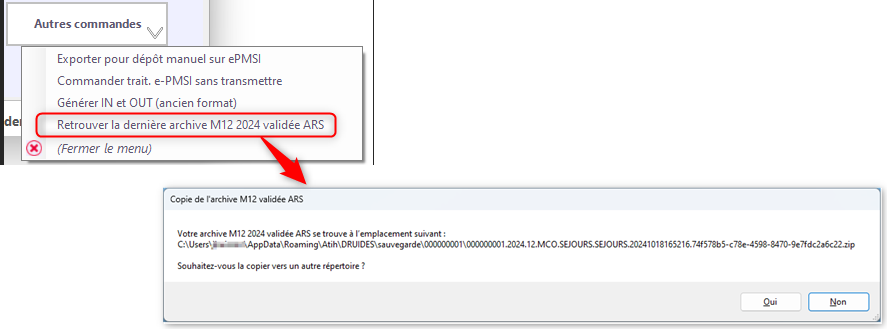 Autres commandes
Exporter pour dépôt manuel sur ePMSI
Commander trait. e-PMSI sans transmettre
Générer IN et OUT (ancien format)
der
Retrouver la dernière archive M12 2024 validée ARS
(Fermer le menu)
Copie de l'archive M12 validée ARS
Votre archive M12 2024 validée ARS se trouve à l'emplacement suivant :
C:\Users\ \AppData\Roaming\Atih\DRUIDES\sauvegarde\000000001\000000001.2024.12.MCO.SEJOURS.SEJOURS.20241018165216.74f578b5-c78e-4598-8470-9e7fdc2a6c22.zip
Souhaitez-vous la copier vers un autre répertoire ?
Oui
Non